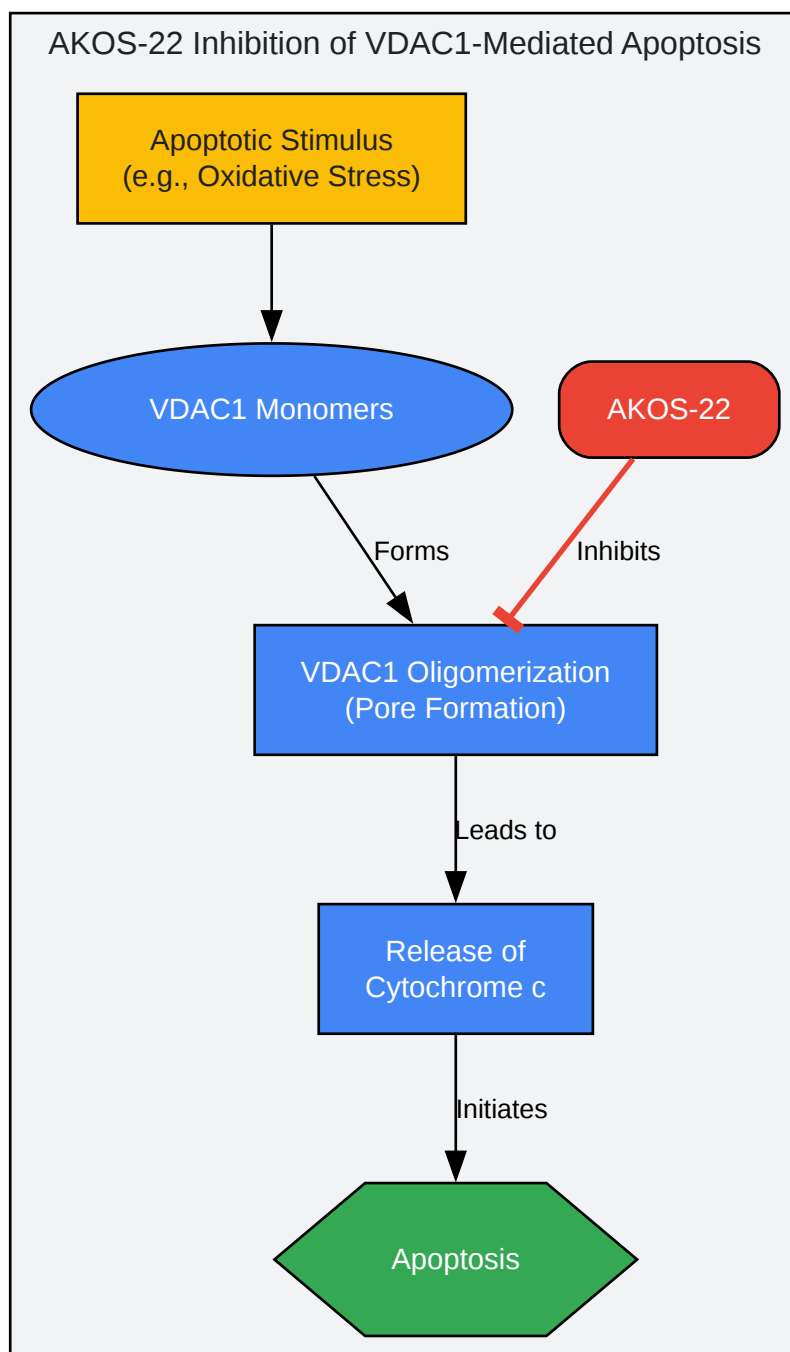 AKOS-22 Inhibition of VDAC1-Mediated Apoptosis
Apoptotic Stimulus
(e.g., Oxidative Stress)
VDAC1 Monomers
AKOS-22
Forms
Inhibits
VDAC1 Oligomerization
(Pore Formation)
Leads to
Release of
Cytochrome c
Initiates
Apoptosis